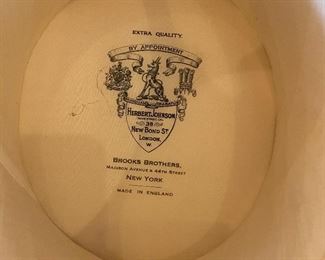 EXTRA QUALITY.
BY APPOINTMENT
HERBERT JOHNSON
38
NEW BOND ST
LONDON.
W.
BROOKS BROTHERS,
MADISON AVENUE & 44TH STREET
NEW YORK
MADE IN ENGLAND